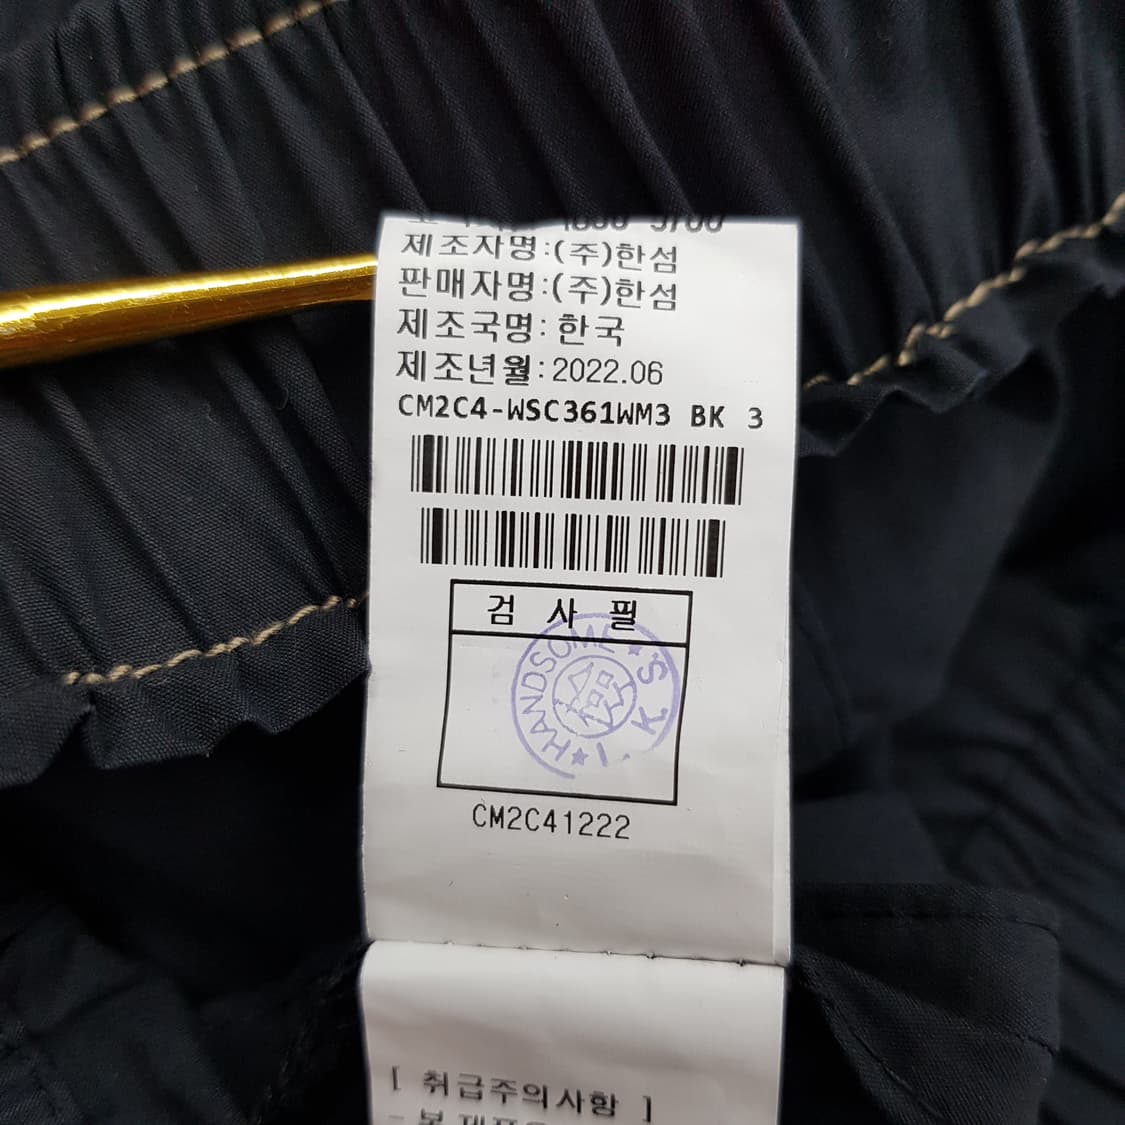 제조자명:(주)한섬
판매자명:(주)한섬
제조국명:한국
제조년월:2022.06
CM2C4-WSC361WM3 BK 3
검 사 필
HANDSOME ★ S K I ★
CM2C41222
[ 취급주의사항 ]